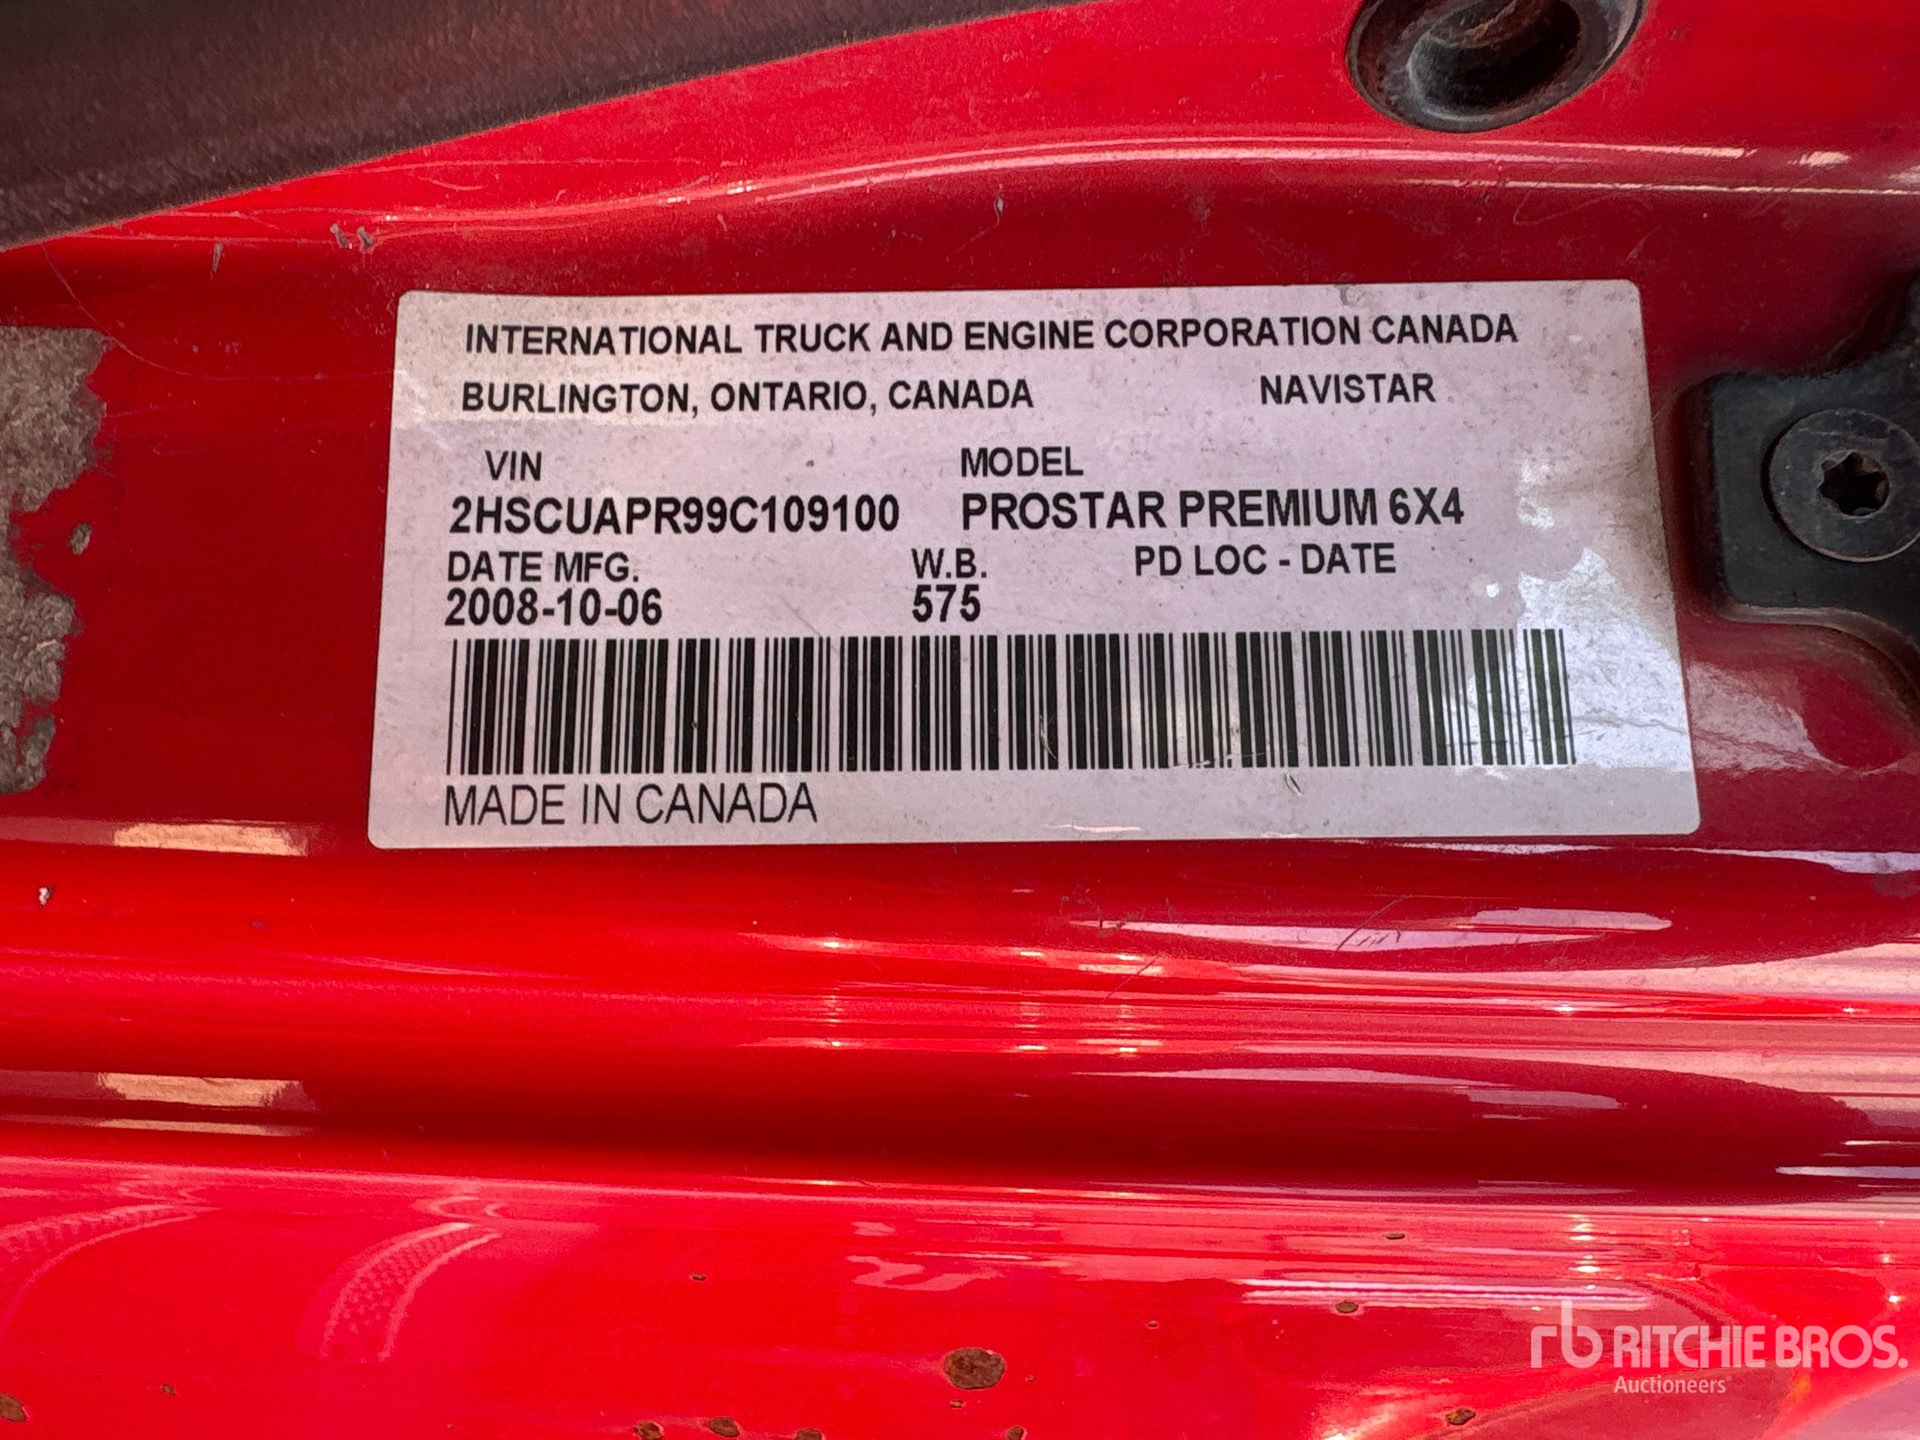 INTERNATIONAL TRUCK AND ENGINE CORPORATION CANADA
BURLINGTON, ONTARIO, CANADA NAVISTAR
VIN MODEL
2HSCUAPR99C109100 PROSTAR PREMIUM 6X4
DATE MFG. W.B. PD LOC - DATE
2008-10-06 575
MADE IN CANADA
rb RITCHIE BROS.
Auctioneers